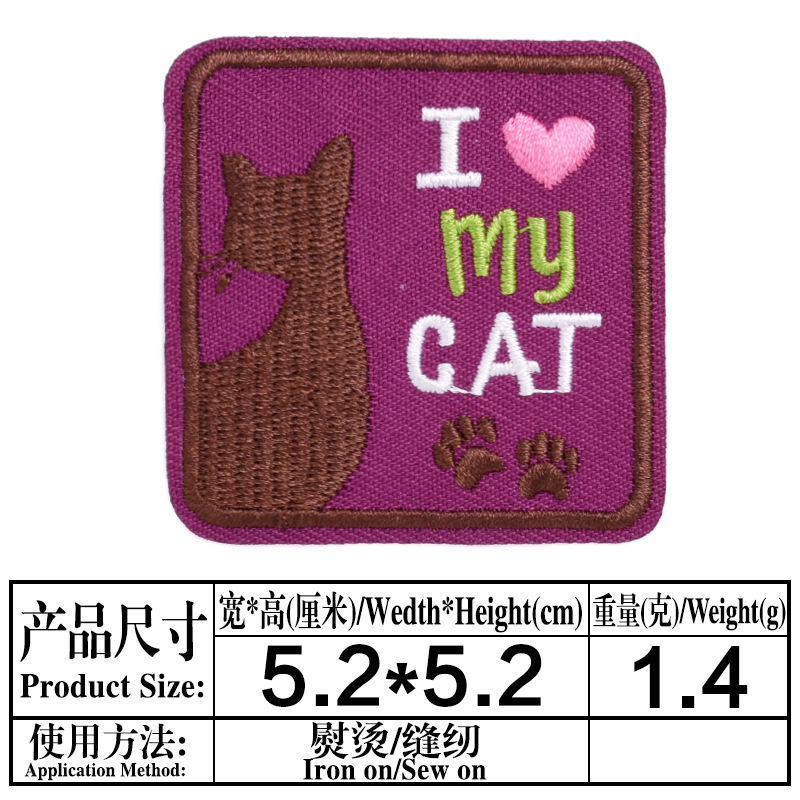 I
My
CAT
产品尺寸
Product Size:
宽*高(厘米)/Wedth*Height(cm)
重量(克)/Weight(g)
5.2*5.2
1.4
使用方法:
Application Method:
熨烫/缝纫
Iron on/Sew on